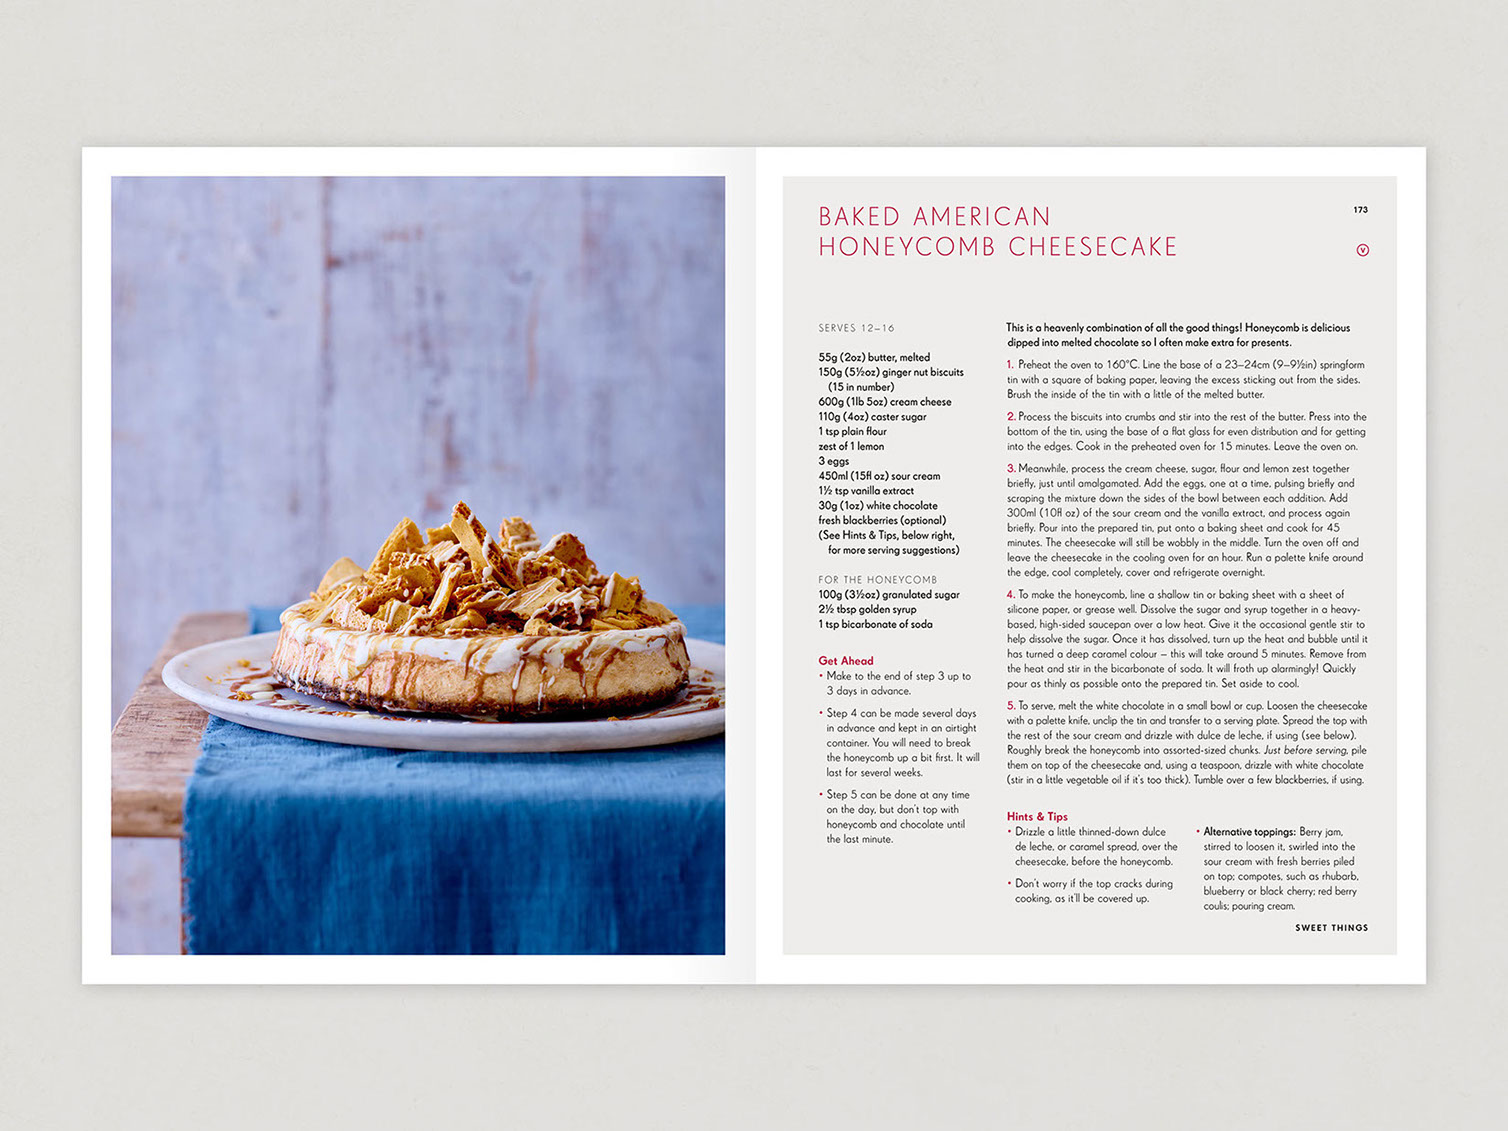 BAKED AMERICAN
HONEYCOMB CHEESECAKE
173
V
SERVES 12–16
55g (2oz) butter, melted
150g (5½oz) ginger nut biscuits
(15 in number)
600g (1lb 5oz) cream cheese
110g (4oz) caster sugar
1 tsp plain flour
zest of 1 lemon
3 eggs
450ml (15fl oz) sour cream
1½ tsp vanilla extract
30g (1oz) white chocolate
fresh blackberries (optional)
(See Hints & Tips, below right,
for more serving suggestions)
FOR THE HONEYCOMB
100g (3½oz) granulated sugar
2½ tbsp golden syrup
1 tsp bicarbonate of soda
Get Ahead
• Make to the end of step 3 up to
3 days in advance.
• Step 4 can be made several days
in advance and kept in an airtight
container. You will need to break
the honeycomb up a bit first. It will
last for several weeks.
• Step 5 can be done at any time
on the day, but don't top with
honeycomb and chocolate until
the last minute.
This is a heavenly combination of all the good things! Honeycomb is delicious
dipped into melted chocolate so I often make extra for presents.
1. Preheat the oven to 160°C. Line the base of a 23–24cm (9–9½in) springform
tin with a square of baking paper, leaving the excess sticking out from the sides.
Brush the inside of the tin with a little of the melted butter.
2. Process the biscuits into crumbs and stir into the rest of the butter. Press into the
bottom of the tin, using the base of a flat glass for even distribution and for getting
into the edges. Cook in the preheated oven for 15 minutes. Leave the oven on.
3. Meanwhile, process the cream cheese, sugar, flour and lemon zest together
briefly, just until amalgamated. Add the eggs, one at a time, pulsing briefly and
scraping the mixture down the sides of the bowl between each addition. Add
300ml (10fl oz) of the sour cream and the vanilla extract, and process again
briefly. Pour into the prepared tin, put onto a baking sheet and cook for 45
minutes. The cheesecake will still be wobbly in the middle. Turn the oven off and
leave the cheesecake in the cooling oven for an hour. Run a palette knife around
the edge, cool completely, cover and refrigerate overnight.
4. To make the honeycomb, line a shallow tin or baking sheet with a sheet of
silicone paper, or grease well. Dissolve the sugar and syrup together in a heavy-
based, high-sided saucepan over a low heat. Give it the occasional gentle stir to
help dissolve the sugar. Once it has dissolved, turn up the heat and bubble until it
has turned a deep caramel colour – this will take around 5 minutes. Remove from
the heat and stir in the bicarbonate of soda. It will froth up alarmingly! Quickly
pour as thinly as possible onto the prepared tin. Set aside to cool.
5. To serve, melt the white chocolate in a small bowl or cup. Loosen the cheesecake
with a palette knife, unclip the tin and transfer to a serving plate. Spread the top with
the rest of the sour cream and drizzle with dulce de leche, if using (see below).
Roughly break the honeycomb into assorted-sized chunks. Just before serving, pile
them on top of the cheesecake and, using a teaspoon, drizzle with white chocolate
(stir in a little vegetable oil if it's too thick). Tumble over a few blackberries, if using.
Hints & Tips
• Drizzle a little thinned-down dulce
de leche, or caramel spread, over the
cheesecake, before the honeycomb.
• Don't worry if the top cracks during
cooking, as it'll be covered up.
• Alternative toppings: Berry jam,
stirred to loosen it, swirled into the
sour cream with fresh berries piled
on top; compotes, such as rhubarb,
blueberry or black cherry; red berry
coulis; pouring cream.
SWEET THINGS